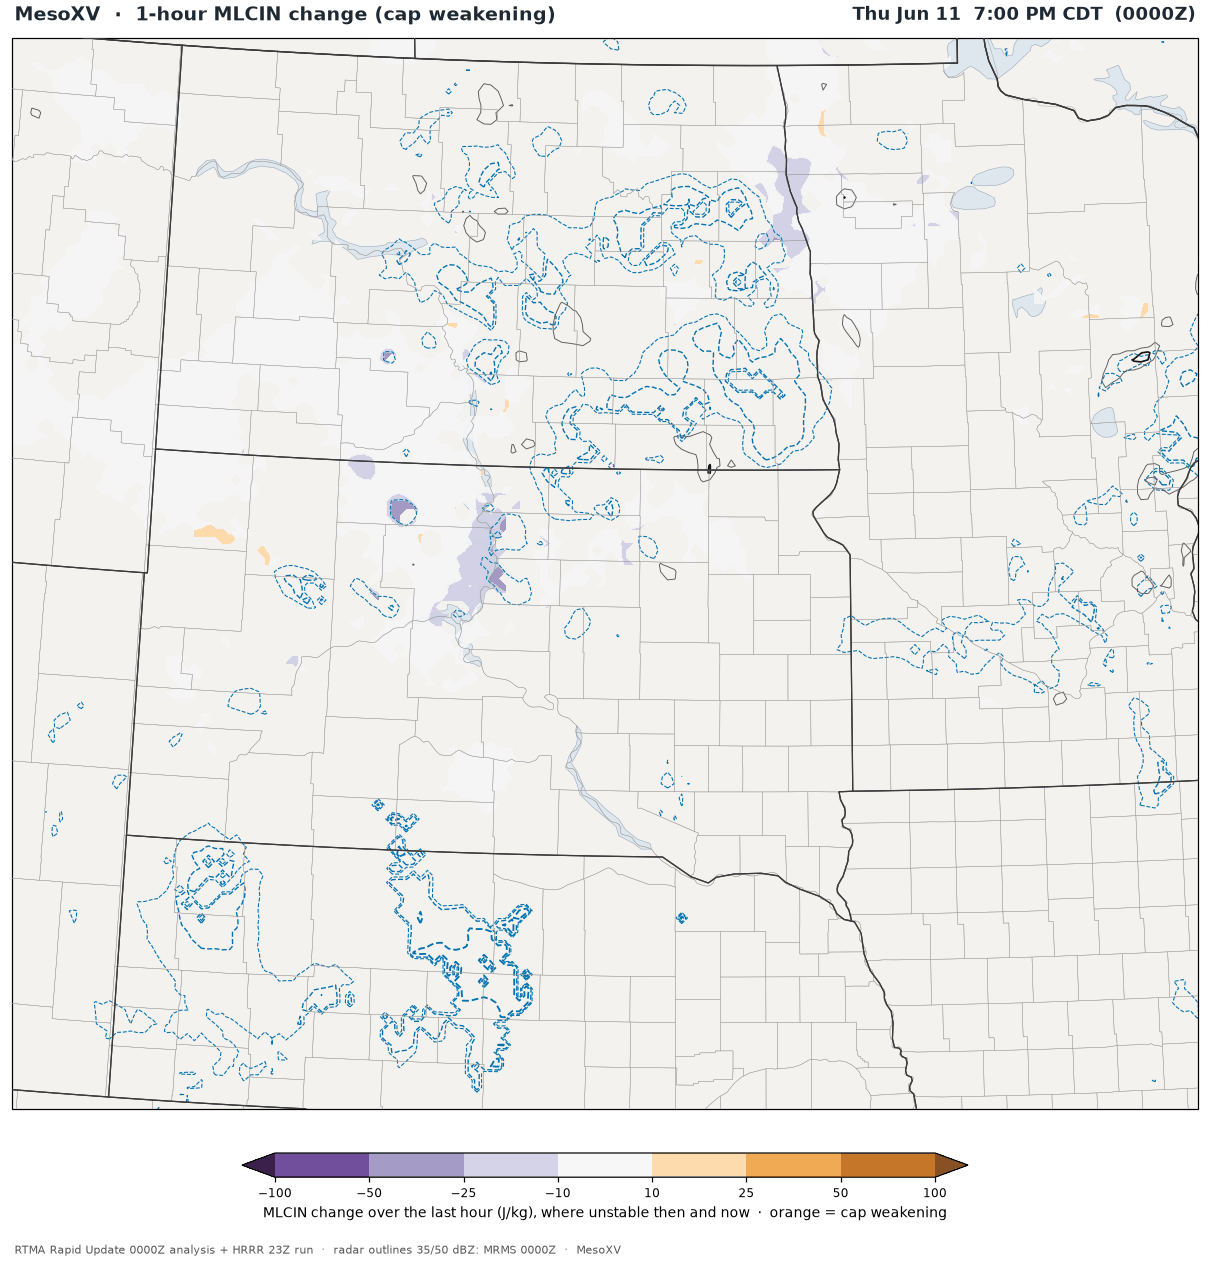 MesoXV · 1-hour MLCIN change (cap weakening)
Thu Jun 11 7:00 PM CDT (0000Z)
−100 −50 −25 −10 10 25 50 100
MLCIN change over the last hour (J/kg), where unstable then and now · orange = cap weakening
RTMA Rapid Update 0000Z analysis + HRRR 23Z run · radar outlines 35/50 dBZ: MRMS 0000Z · MesoXV